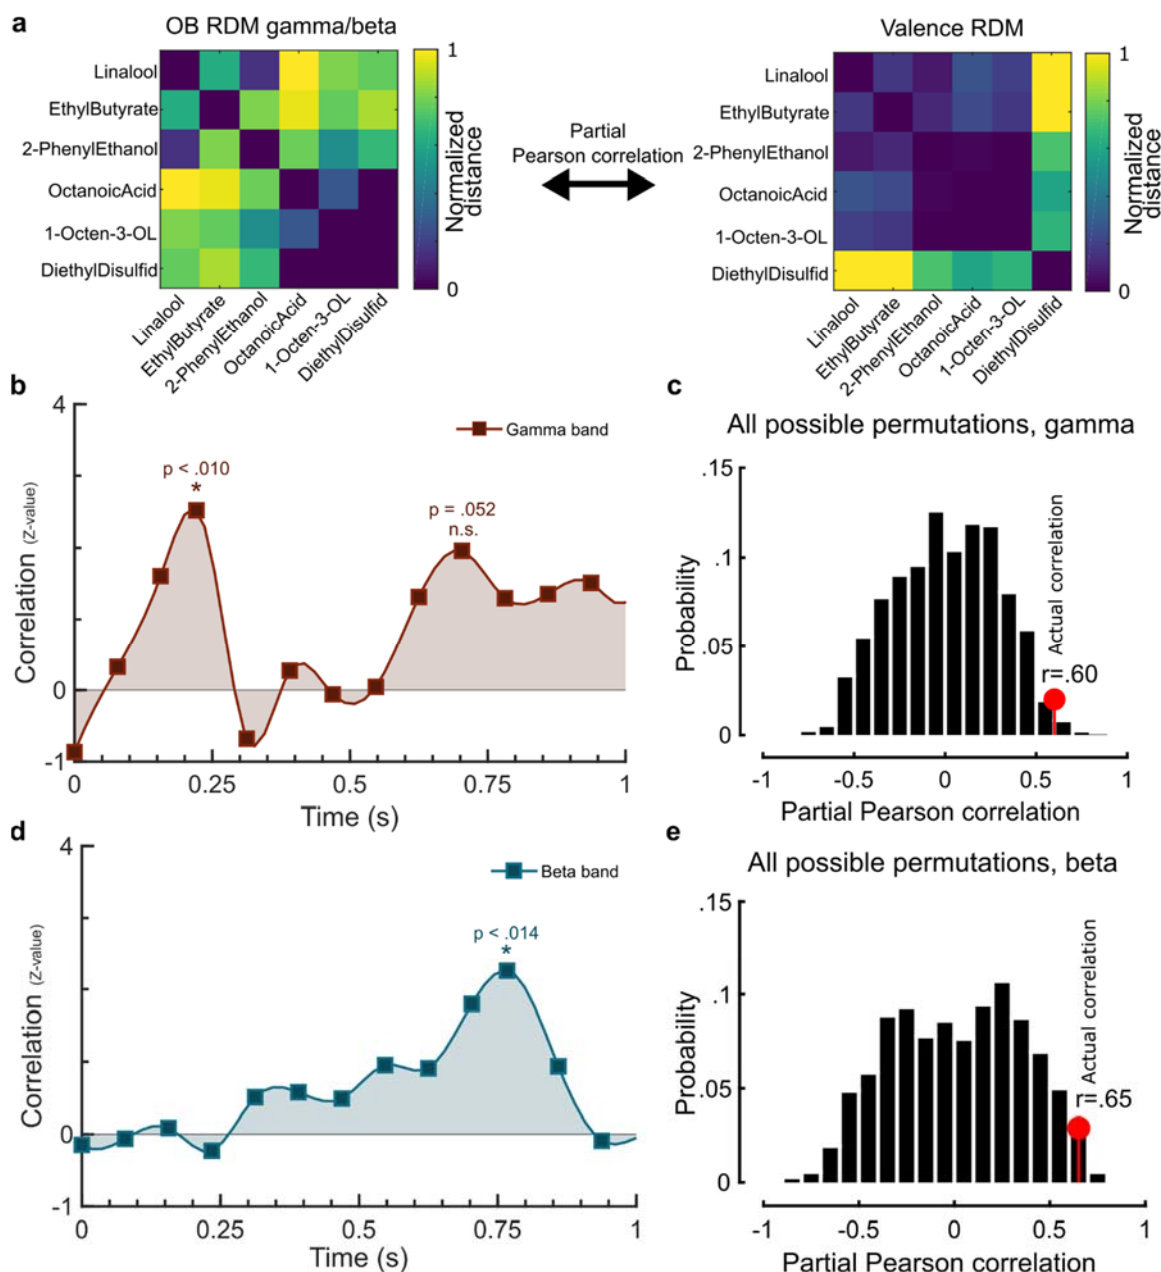 a
OB RDM gamma/beta
Linalool
EthylButyrate
2-PhenylEthanol
OctanoicAcid
1-Octen-3-OL
DiethylDisulfid
Linalool
EthylButyrate
2-PhenylEthanol
OctanoicAcid
1-Octen-3-OL
DiethylDisulfid
1
0
Normalized
distance
Partial
Pearson correlation
Valence RDM
Linalool
EthylButyrate
2-PhenylEthanol
OctanoicAcid
1-Octen-3-OL
DiethylDisulfid
Linalool
EthylButyrate
2-PhenylEthanol
OctanoicAcid
1-Octen-3-OL
DiethylDisulfid
1
0
Normalized
distance
b
4
0
-1
Correlation (Z-value)
Gamma band
p < .010
*
p = .052
n.s.
0
0.25
0.5
0.75
1
Time (s)
c
All possible permutations, gamma
.15
.1
.05
0
Probability
Actual correlation
r=.60
-1
-0.5
0
0.5
1
Partial Pearson correlation
d
4
0
-1
Correlation (Z-value)
Beta band
p < .014
*
0
0.25
0.5
0.75
1
Time (s)
e
All possible permutations, beta
.15
.1
.05
0
Probability
Actual correlation
r=.65
-1
-0.5
0
0.5
1
Partial Pearson correlation